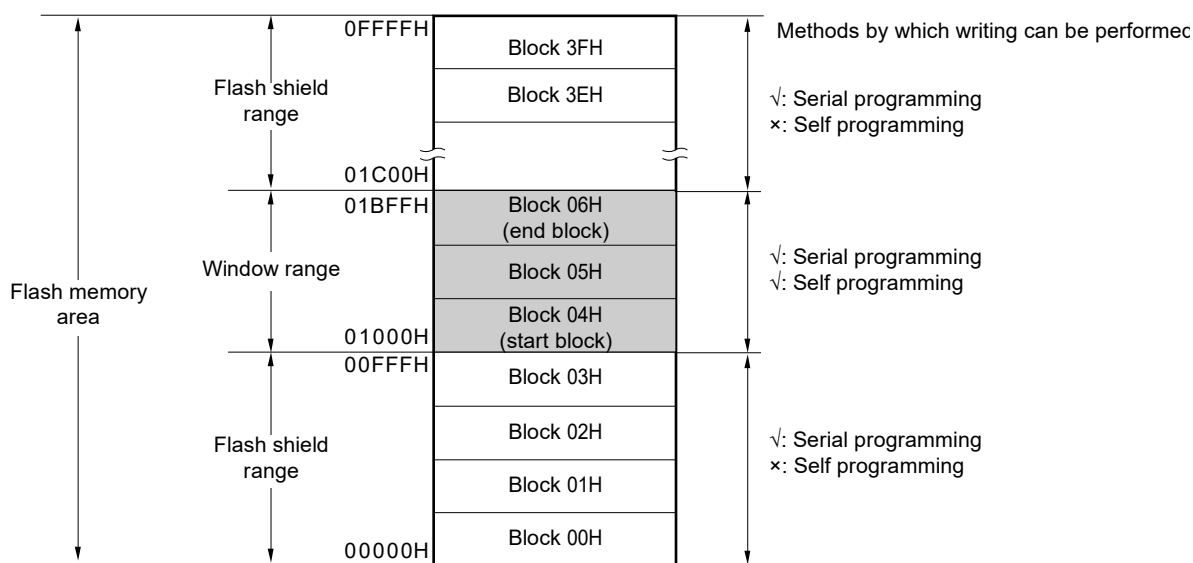 0FFFFH
Block 3FH
Methods by which writing can be performed
Flash shield
range
Block 3EH
√: Serial programming
×: Self programming
01C00H
01BFFH
Block 06H
(end block)
Window range
Block 05H
√: Serial programming
√: Self programming
Flash memory
area
Block 04H
(start block)
01000H
00FFFH
Block 03H
Flash shield
range
Block 02H
√: Serial programming
×: Self programming
Block 01H
Block 00H
00000H